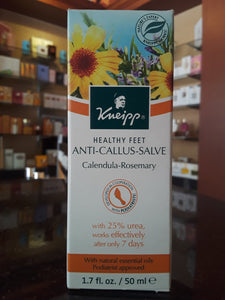 Kneipp®
HEALTHY FEET
ANTI-CALLUS-SALVE
Calendula-Rosemary
with 25% urea,
works effectively
after only 7 days
With natural essential oils
Podiatrist approved
1.7 fl. oz. / 50 ml ℮